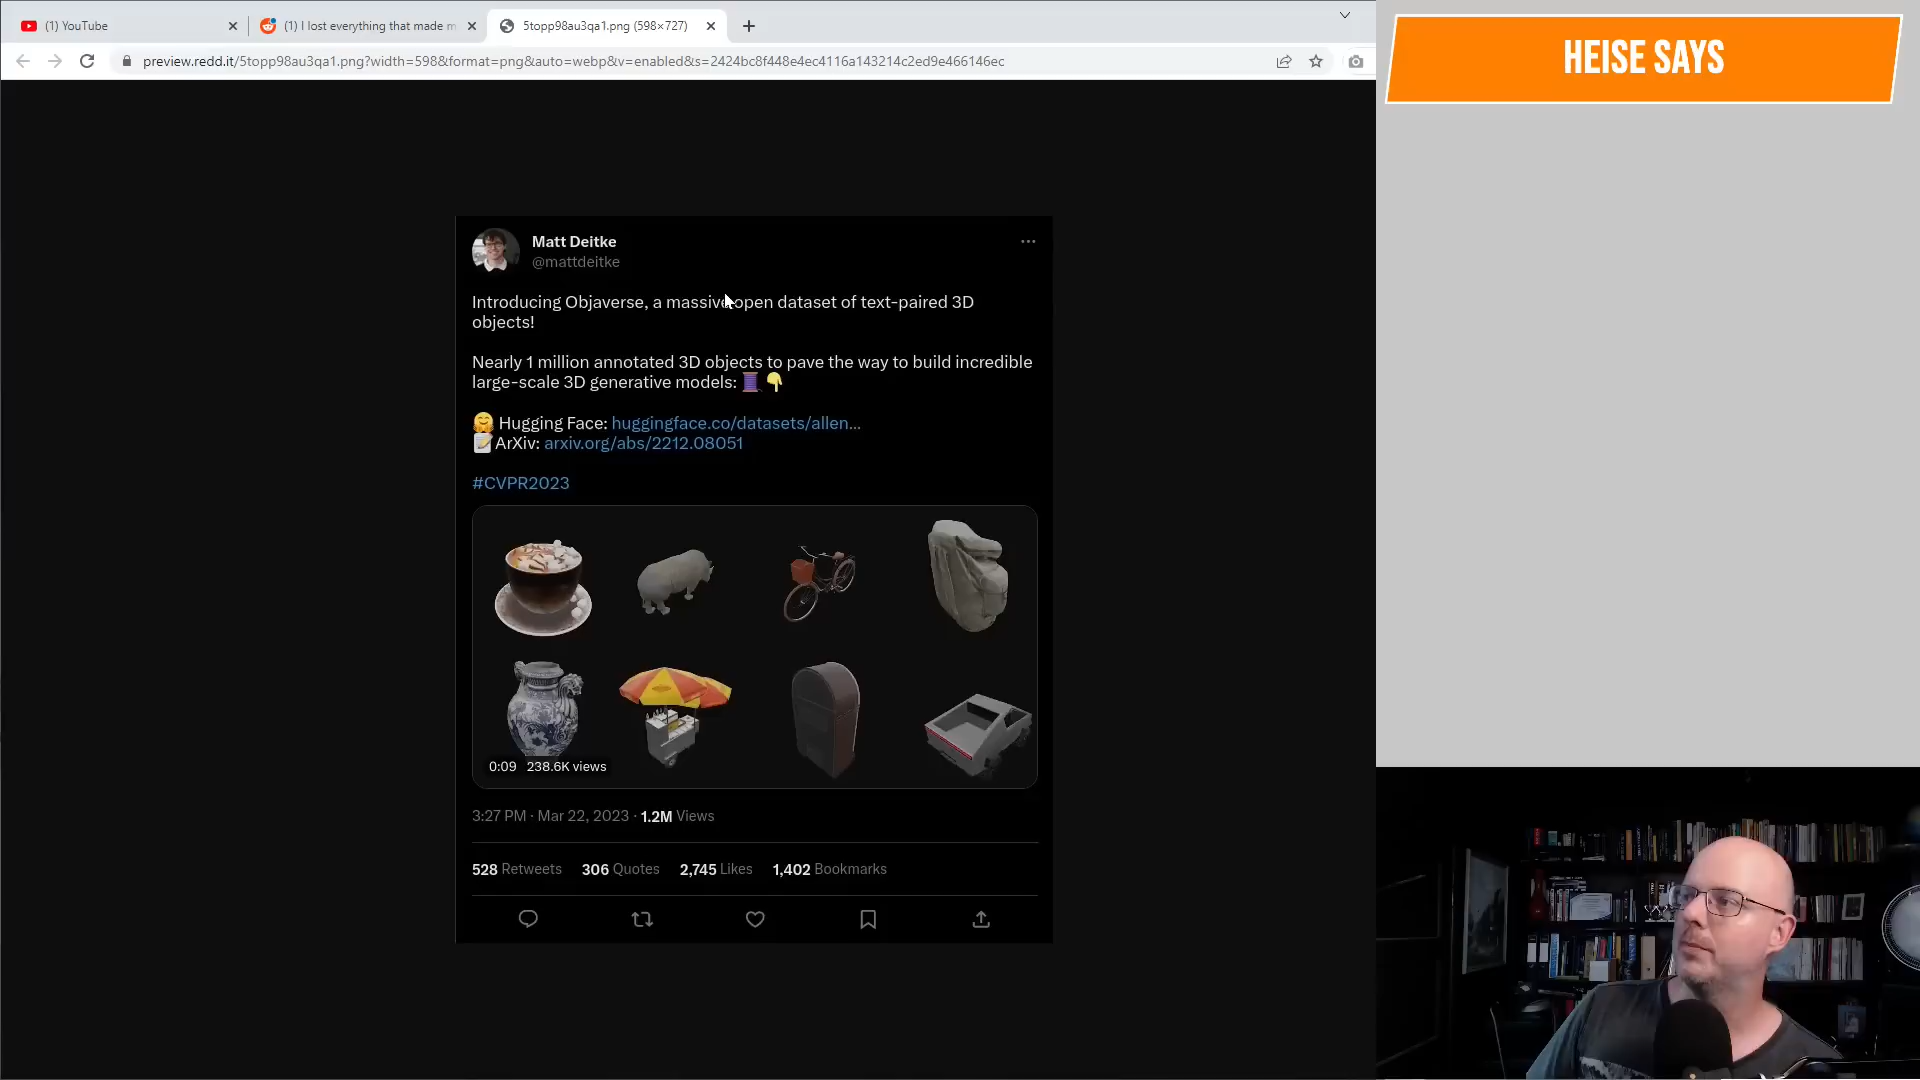 (1) YouTube
(1) I lost everything that made m
5topp98au3qa1.png (598×727)
preview.redd.it/5topp98au3qa1.png?width=598&format=png&auto=webp&v=enabled&s=2424bc8f448e4ec4116a143214c2ed9e466146ec
HEISE SAYS
Matt Deitke
@mattdeitke
Introducing Objaverse, a massive open dataset of text-paired 3D
objects!
Nearly 1 million annotated 3D objects to pave the way to build incredible
large-scale 3D generative models: 🧵 👇
🤗 Hugging Face: huggingface.co/datasets/allen...
📝 ArXiv: arxiv.org/abs/2212.08051
#CVPR2023
0:09 238.6K views
3:27 PM · Mar 22, 2023 · 1.2M Views
528 Retweets 306 Quotes 2,745 Likes 1,402 Bookmarks